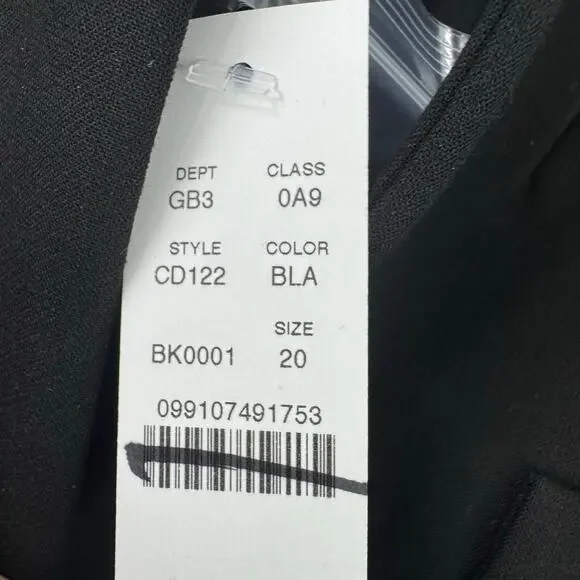 DEPT CLASS
GB3 0A9
STYLE COLOR
CD122 BLA
SIZE
BK0001 20
099107491753